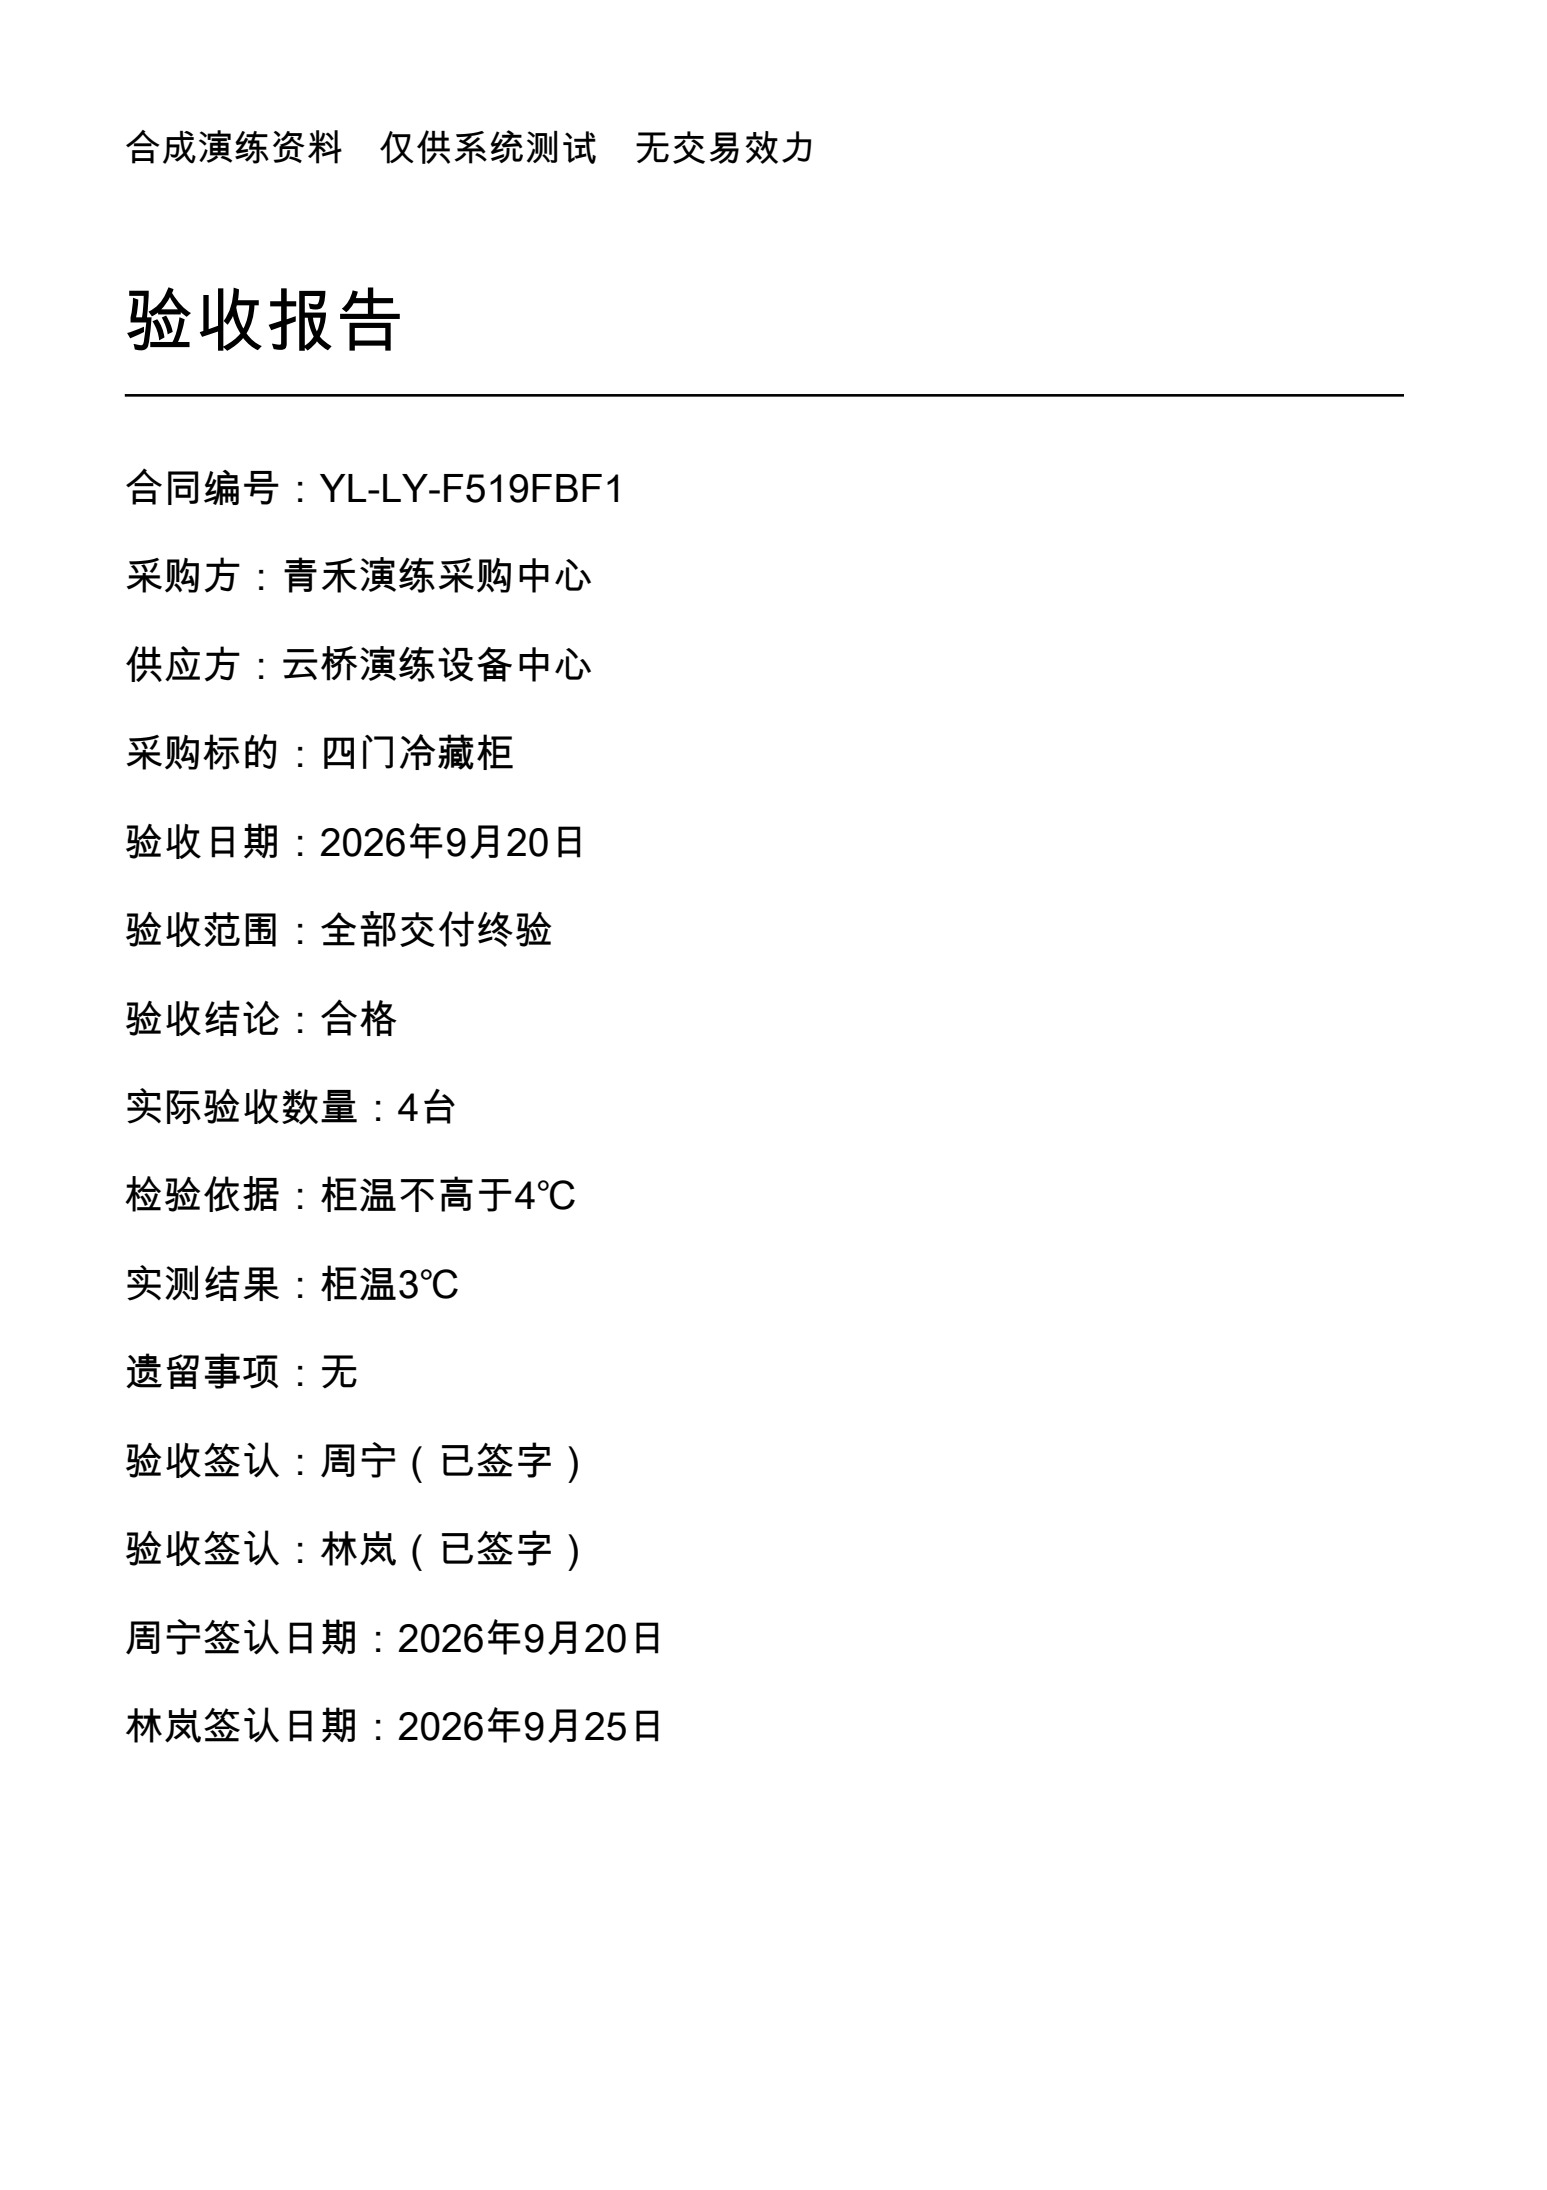 合成演练资料　仅供系统测试　无交易效力
验收报告
合同编号：YL-LY-F519FBF1
采购方：青禾演练采购中心
供应方：云桥演练设备中心
采购标的：四门冷藏柜
验收日期：2026年9月20日
验收范围：全部交付终验
验收结论：合格
实际验收数量：4台
检验依据：柜温不高于4℃
实测结果：柜温3℃
遗留事项：无
验收签认：周宁（已签字）
验收签认：林岚（已签字）
周宁签认日期：2026年9月20日
林岚签认日期：2026年9月25日